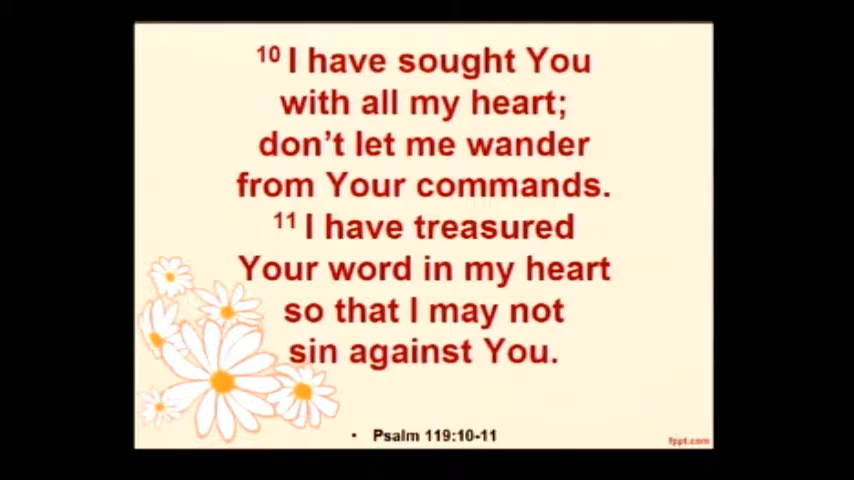 10 I have sought You
with all my heart;
don't let me wander
from Your commands.
11 I have treasured
Your word in my heart
so that I may not
sin against You.
• Psalm 119:10-11
fppt.com